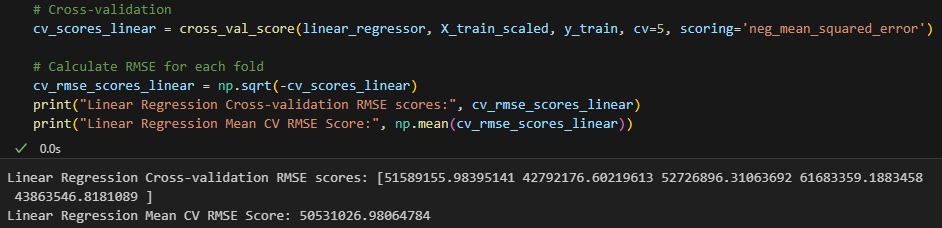 # Cross-validation
cv_scores_linear = cross_val_score(linear_regressor, X_train_scaled, y_train, cv=5, scoring='neg_mean_squared_error')
# Calculate RMSE for each fold
cv_rmse_scores_linear = np.sqrt(-cv_scores_linear)
print("Linear Regression Cross-validation RMSE scores:", cv_rmse_scores_linear)
print("Linear Regression Mean CV RMSE Score:", np.mean(cv_rmse_scores_linear))
0.0s
Linear Regression Cross-validation RMSE scores: [51589155.98395141 42792176.60219613 52726896.31063692 61683359.1883458
43863546.8181089 ]
Linear Regression Mean CV RMSE Score: 50531026.98064784